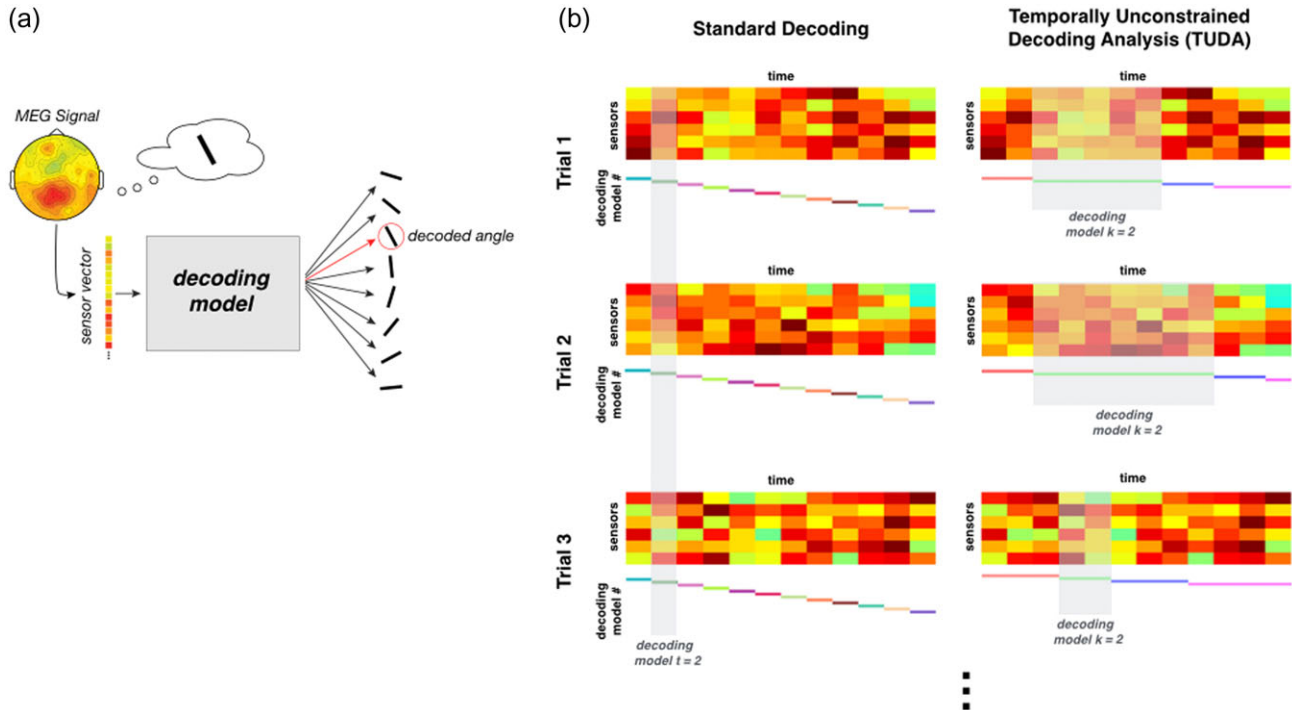 (a)
MEG Signal
sensor vector
decoding
model
decoded angle
(b)
Standard Decoding
Temporally Unconstrained
Decoding Analysis (TUDA)
Trial 1
time
sensors
decoding
model #
time
sensors
decoding
model k = 2
Trial 2
time
sensors
decoding
model #
time
sensors
decoding
model k = 2
Trial 3
time
sensors
decoding
model #
decoding
model t = 2
time
sensors
decoding
model k = 2